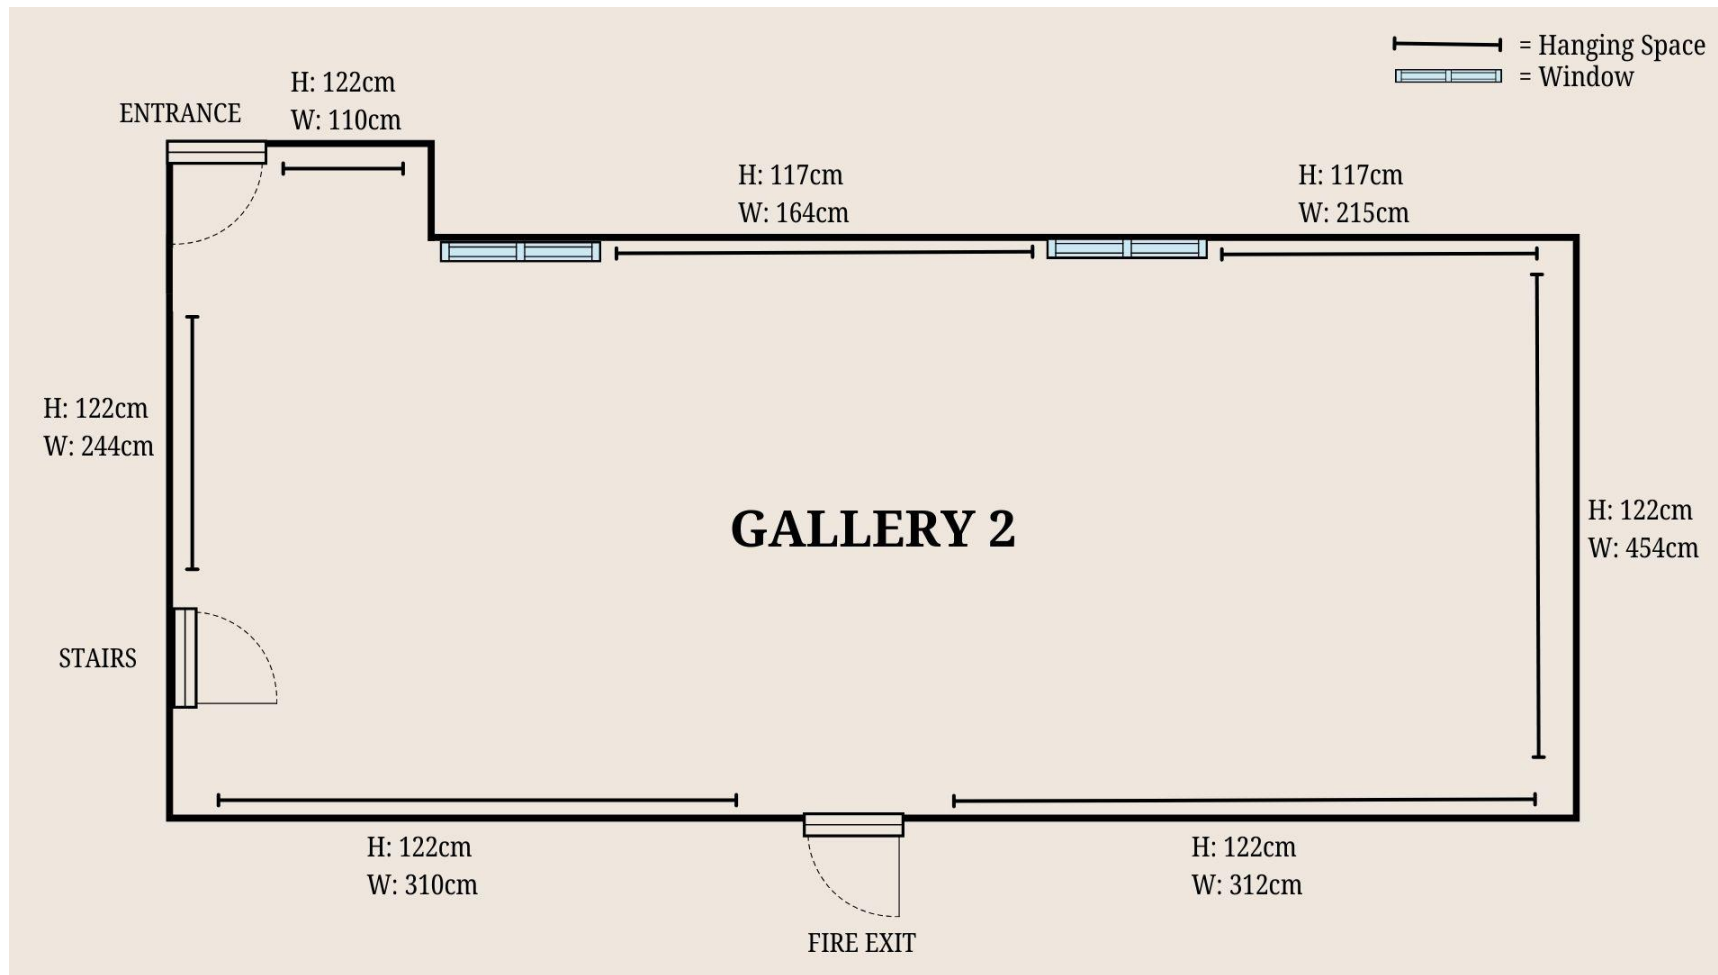 = Hanging Space
= Window
H: 122cm
W: 110cm
ENTRANCE
H: 117cm
W: 164cm
H: 117cm
W: 215cm
H: 122cm
W: 244cm
GALLERY 2
H: 122cm
W: 454cm
STAIRS
H: 122cm
W: 310cm
H: 122cm
W: 312cm
FIRE EXIT